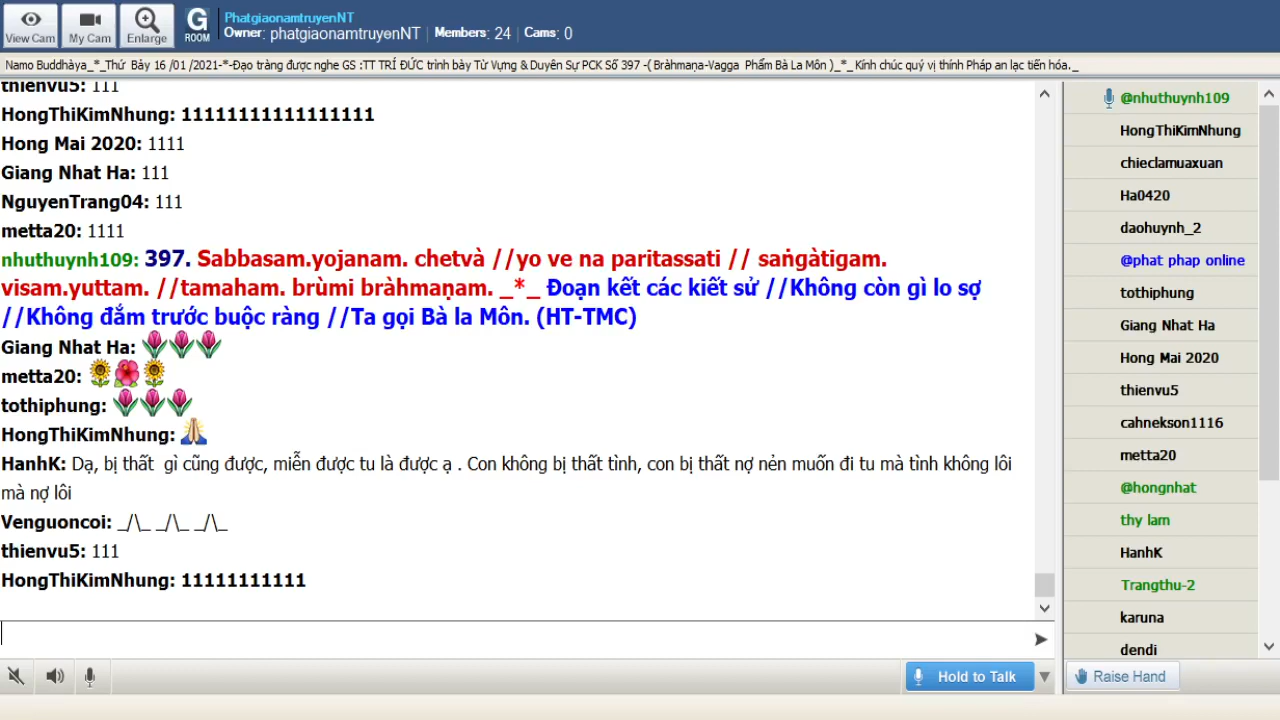 View Cam
My Cam
Enlarge
G
ROOM
PhatgiaonamtruyenNT
Owner: phatgiaonamtruyenNT | Members: 24 | Cams: 0
Namo Buddhàya_*_Thứ Bảy 16 /01 /2021-*-Đạo tràng được nghe GS :TT TRÍ ĐỨC trình bày Từ Vựng & Duyên Sự PCK Số 397 -( Bràhmaṇa-Vagga Phẩm Bà La Môn )_*_ Kính chúc quý vị thính Pháp an lạc tiến hóa._
thienvu5: 111
HongThiKimNhung: 11111111111111111
Hong Mai 2020: 1111
Giang Nhat Ha: 111
NguyenTrang04: 111
metta20: 1111
nhuthuynh109: 397. Sabbasam.yojanam. chetvà //yo ve na paritassati // saṅgàtigam.
visam.yuttam. //tamaham. brùmi bràhmaṇam. _*_ Đoạn kết các kiết sử //Không còn gì lo sợ
//Không đắm trước buộc ràng //Ta gọi Bà la Môn. (HT-TMC)
Giang Nhat Ha:
metta20:
tothiphung:
HongThiKimNhung:
HanhK: Dạ, bị thất gì cũng được, miễn được tu là được ạ . Con không bị thất tình, con bị thất nợ nẻn muốn đi tu mà tình không lôi
mà nợ lôi
Venguoncoi: _/\_ _/\_ _/\_
thienvu5: 111
HongThiKimNhung: 11111111111
Hold to Talk
@nhuthuynh109
HongThiKimNhung
chieclamuaxuan
Ha0420
daohuynh_2
@phat phap online
tothiphung
Giang Nhat Ha
Hong Mai 2020
thienvu5
cahnekson1116
metta20
@hongnhat
thy lam
HanhK
Trangthu-2
karuna
dendi
Raise Hand